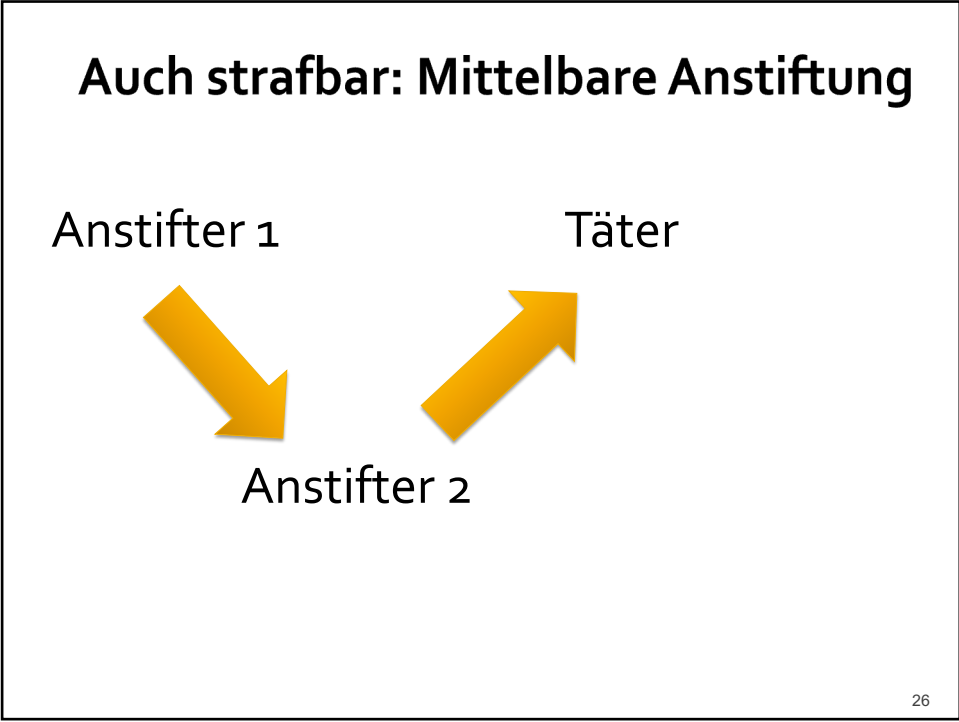 Auch strafbar: Mittelbare Anstiftung
Anstifter 1
Täter
Anstifter 2
26